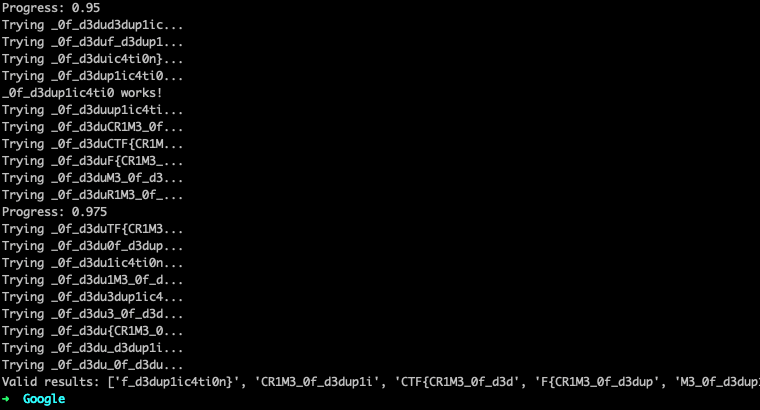 Progress: 0.95
Trying _0f_d3dud3dup1ic...
Trying _0f_d3duf_d3dup1...
Trying _0f_d3duic4ti0n}...
Trying _0f_d3dup1ic4ti0...
_0f_d3dup1ic4ti0 works!
Trying _0f_d3duup1ic4ti...
Trying _0f_d3duCR1M3_0f...
Trying _0f_d3duCTF{CR1M...
Trying _0f_d3duF{CR1M3_...
Trying _0f_d3duM3_0f_d3...
Trying _0f_d3duR1M3_0f_...
Progress: 0.975
Trying _0f_d3duTF{CR1M3...
Trying _0f_d3du0f_d3dup...
Trying _0f_d3du1ic4ti0n...
Trying _0f_d3du1M3_0f_d...
Trying _0f_d3du3dup1ic4...
Trying _0f_d3du3_0f_d3d...
Trying _0f_d3du{CR1M3_0...
Trying _0f_d3du_d3dup1i...
Trying _0f_d3du_0f_d3du...
Valid results: ['f_d3dup1ic4ti0n}', 'CR1M3_0f_d3dup1i', 'CTF{CR1M3_0f_d3d', 'F{CR1M3_0f_d3dup', 'M3_0f_d3dup1
➜ Google